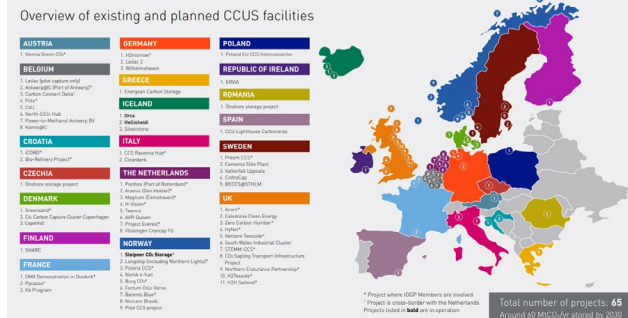 Overview of existing and planned CCUS facilities
AUSTRIA
1. Vienna Green CO₂*
BELGIUM
1. Leilac (pilot capture only)
2. Antwerp@C (Port of Antwerp)*
3. Carbon Connect Delta¹
4. Flite*
5. C4U
6. North-CCU-Hub
7. Power-to-Methanol Antwerp BV
8. Kairos@C
CROATIA
1. iCORD*
2. Bio-Refinery Project*
CZECHIA
1. Onshore storage project
DENMARK
1. Greensand*
2. C4: Carbon Capture Cluster Copenhagen
3. Copenhill
FINLAND
1. SHARC
FRANCE
1. DMX Demonstration in Dunkirk*
2. Pycasso*
3. K6 Program
GERMANY
1. H2morrow*
2. Leilac 2
3. Wilhelmshaven
GREECE
1. Energean Carbon Storage
ICELAND
1. Orca
2. Hellisheidi
3. Silverstone
ITALY
1. CCS Ravenna Hub*
2. Cleankerk
THE NETHERLANDS
1. Porthos (Port of Rotterdam)*
2. Aramis (Den Helder)*
3. Magnum (Eemshaven)*
4. H-Vision*
5. Twence
6. AVR-Duiven
7. Project Everest*
8. Vlissingen Cryocap FG
NORWAY
1. Sleipner CO₂ Storage*
2. Longship (including Northern Lights)*
3. Polaris CCS*
4. Norsk e-fuel
5. Borg CO₂*
6. Fortum Oslo Varme
7. Barents Blue*
8. Norcem Brevik
9. Poel CCS project
POLAND
1. Poland EU CCS Interconnector
REPUBLIC OF IRELAND
1. ERVIA
ROMANIA
1. Onshore storage project
SPAIN
1. CCU Lighthouse Carboneras
SWEDEN
1. Preem CCS*
2. Cementa Slite Plant
3. Vattenfall Uppsala
4. CinfraCap
5. BECCS@STHLM
UK
1. Acorn*
2. Caledonia Clean Energy
3. Zero Carbon Humber*
4. HyNet*
5. Netzero Teesside*
6. South Wales Industrial Cluster
7. STEMM-CCS*
8. CO₂ Sapling Transport Infrastructure
Project
9. Northern Endurance Partnership*
10. H2Teesside*
11. H2H Saltend*
* Project where IOGP Members are involved
¹ Project is cross-border with the Netherlands
Projects listed in bold are in operation
Total number of projects: 65
Around 60 MtCO₂/yr stored by 2030